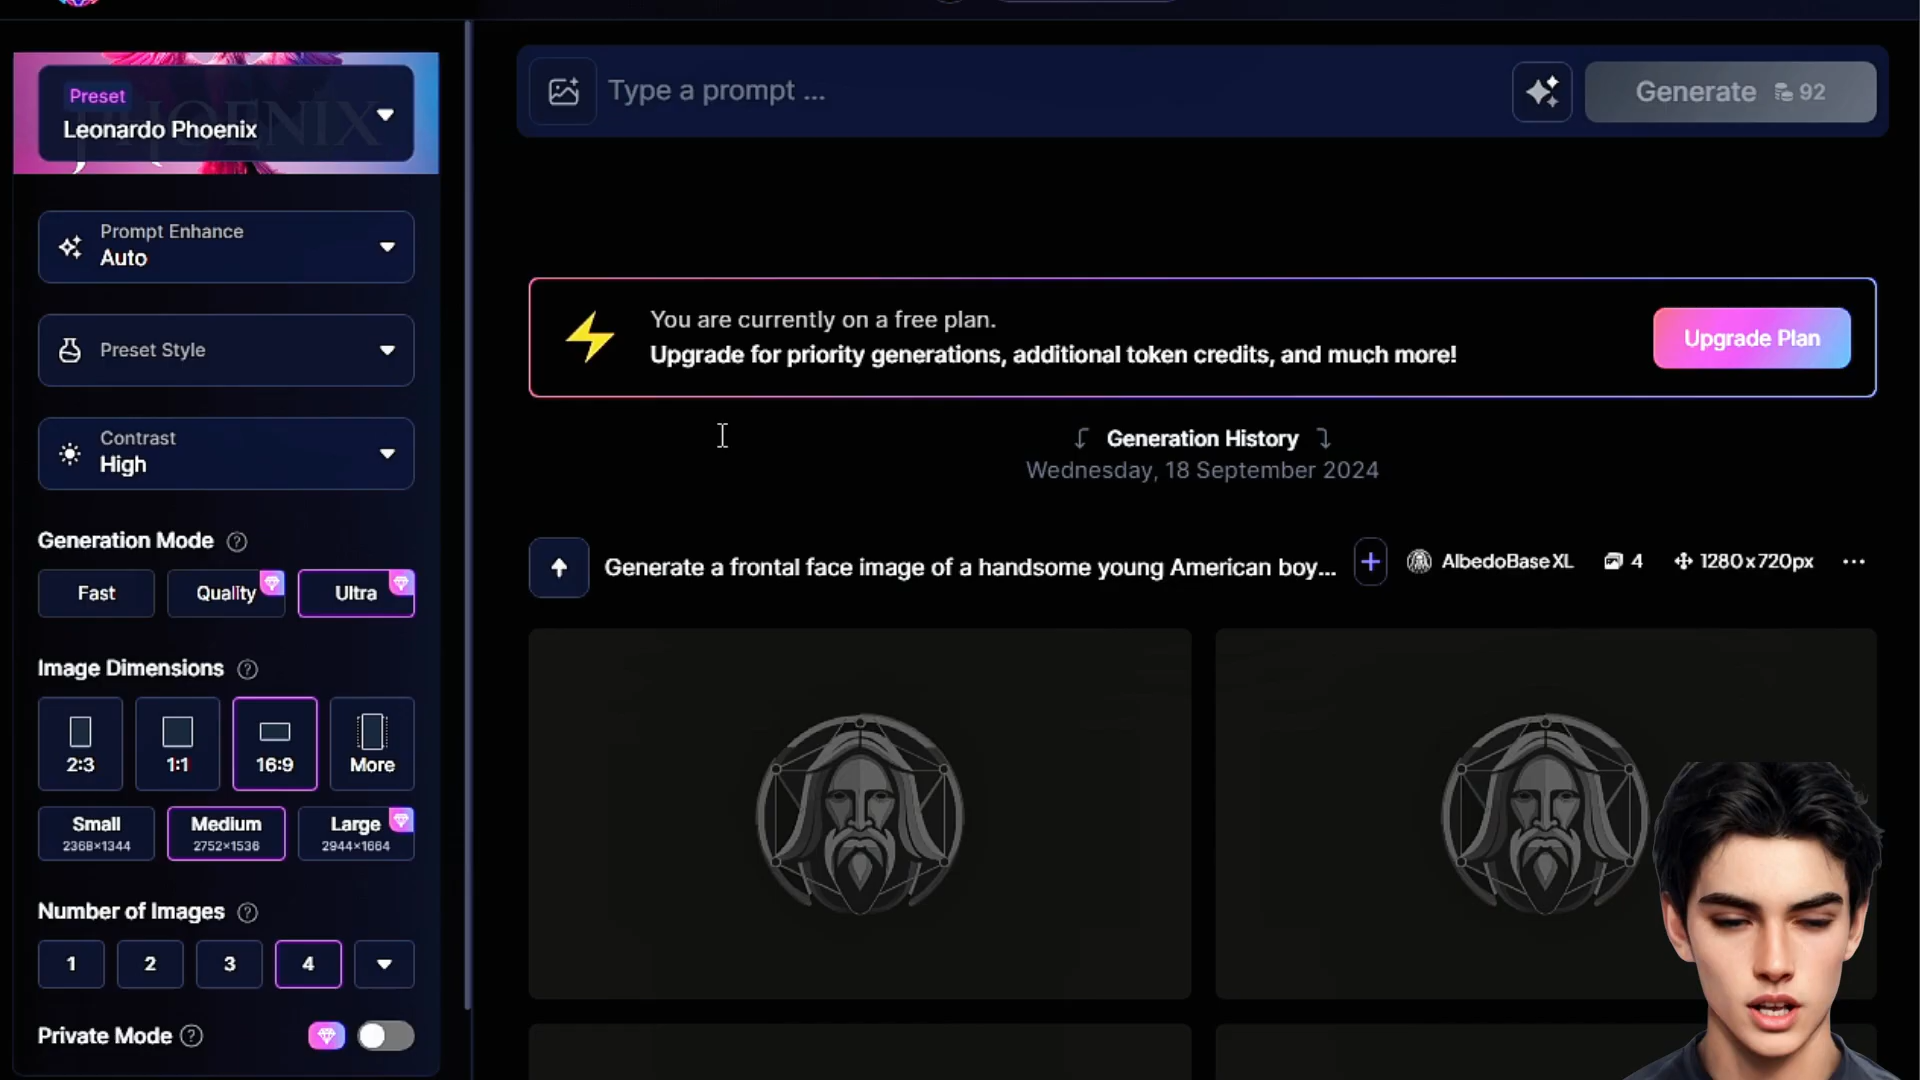 Preset
PHOENIX
Leonardo Phoenix
Type a prompt ...
Generate 92
Prompt Enhance
Auto
Preset Style
Contrast
High
You are currently on a free plan.
Upgrade for priority generations, additional token credits, and much more!
Upgrade Plan
Generation History
Wednesday, 18 September 2024
Generation Mode ?
Fast
Quality
Ultra
Generate a frontal face image of a handsome young American boy...
AlbedoBase XL
4
1280x720px
Image Dimensions ?
2:3
1:1
16:9
More
Small
2368×1344
Medium
2752×1536
Large
2944×1664
Number of Images ?
1
2
3
4
Private Mode ?